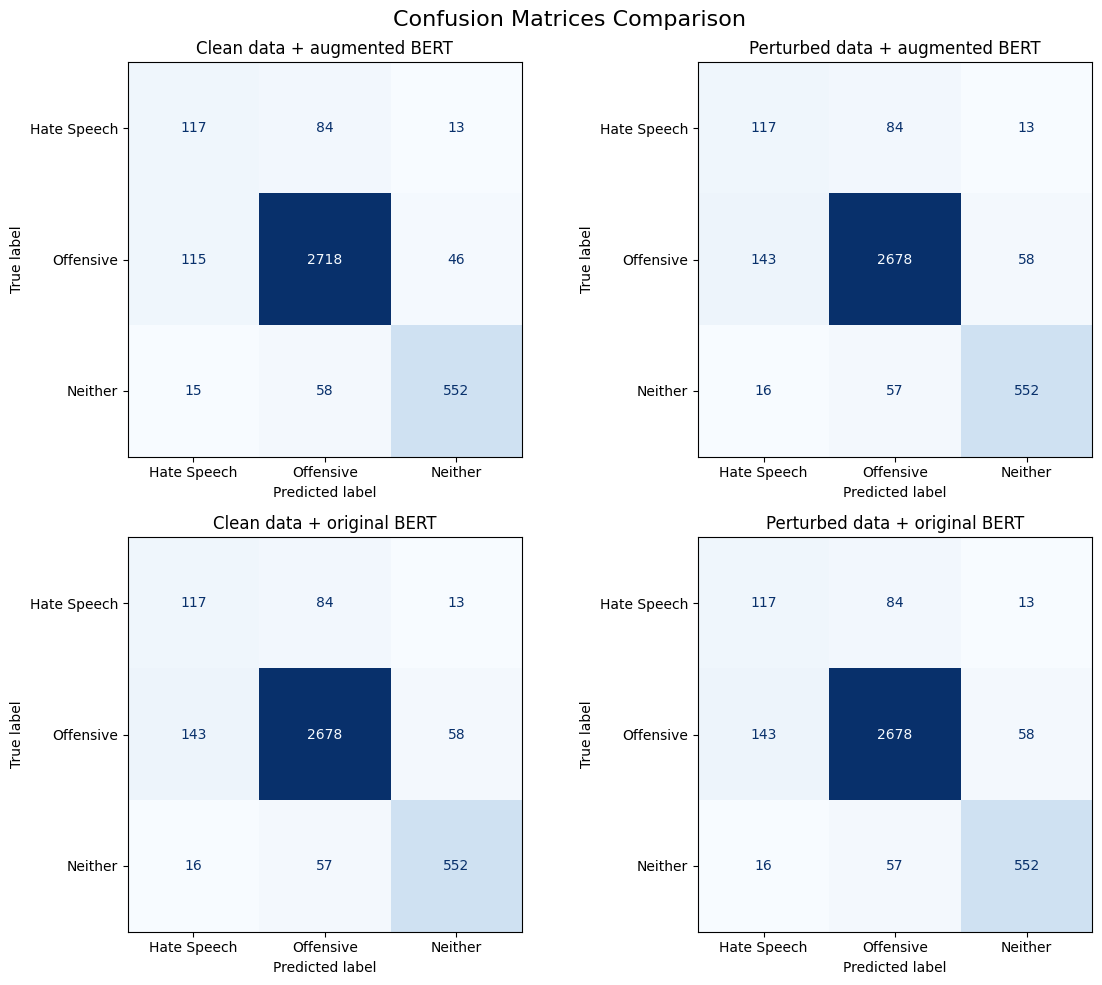 Confusion Matrices Comparison
Clean data + augmented BERT
True label
Hate Speech 117 84 13
Offensive 115 2718 46
Neither 15 58 552
Hate Speech Offensive Neither
Predicted label
Perturbed data + augmented BERT
True label
Hate Speech 117 84 13
Offensive 143 2678 58
Neither 16 57 552
Hate Speech Offensive Neither
Predicted label
Clean data + original BERT
True label
Hate Speech 117 84 13
Offensive 143 2678 58
Neither 16 57 552
Hate Speech Offensive Neither
Predicted label
Perturbed data + original BERT
True label
Hate Speech 117 84 13
Offensive 143 2678 58
Neither 16 57 552
Hate Speech Offensive Neither
Predicted label